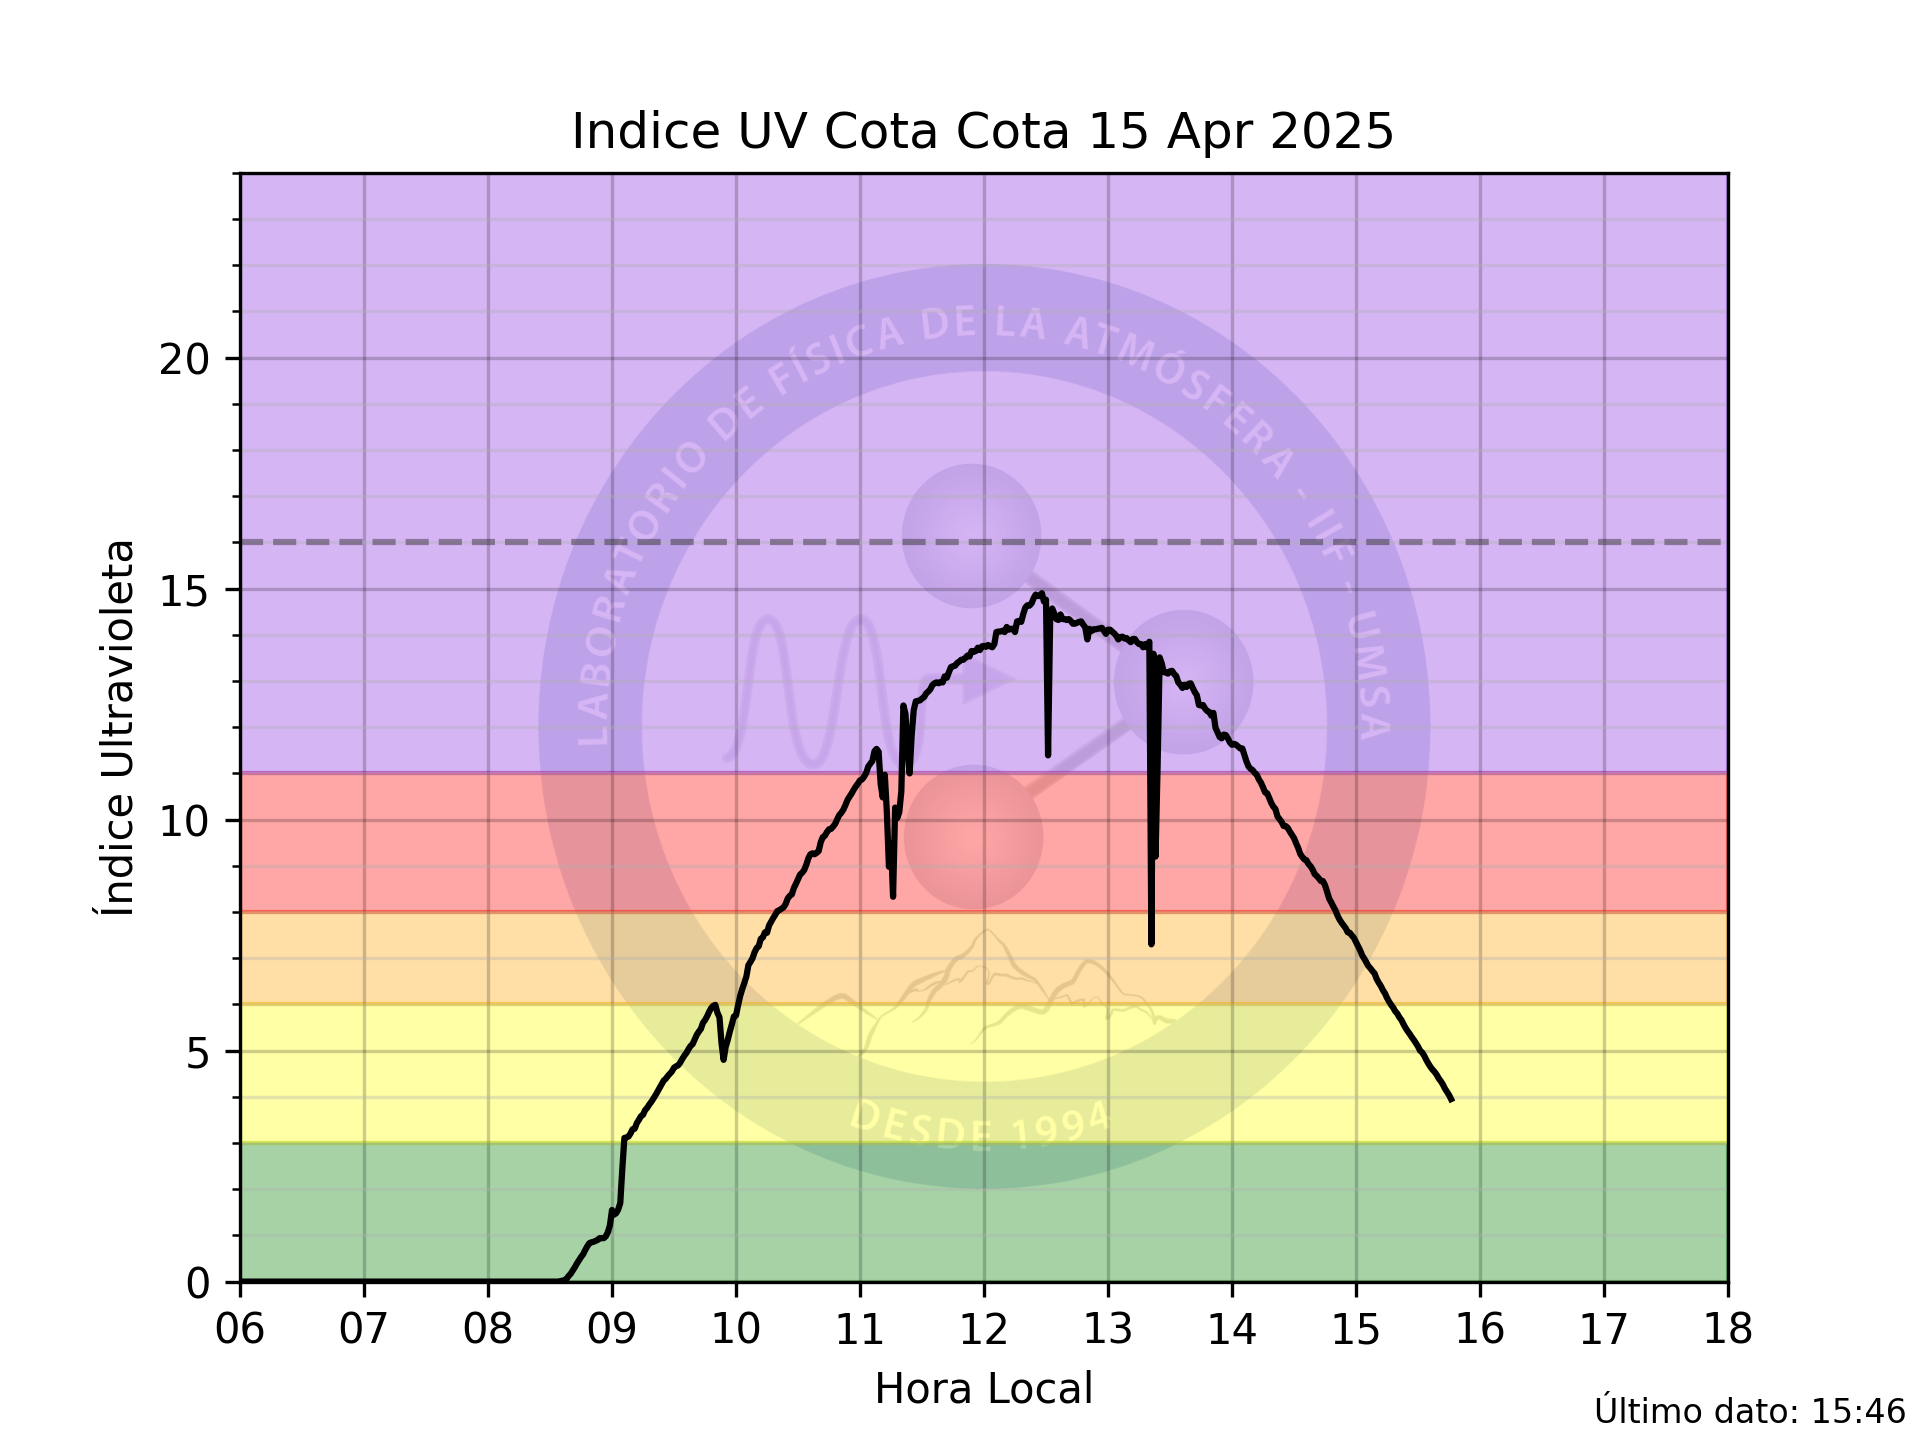 Indice UV Cota Cota 15 Apr 2025
LABORATORIO DE FÍSICA DE LA ATMÓSFERA - IIF - UMSA
DESDE 1994
Índice Ultravioleta
20
15
10
5
0
06 07 08 09 10 11 12 13 14 15 16 17 18
Hora Local
Último dato: 15:46